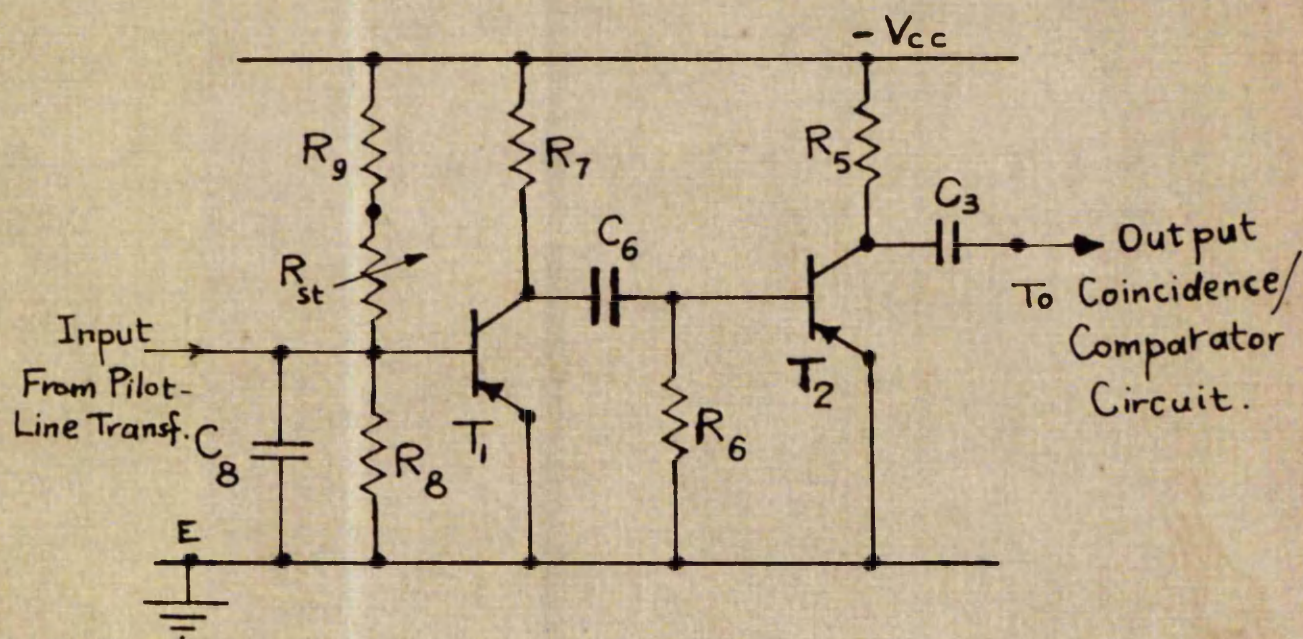 - Vcc
R9
R7
R5
C3
C6
Rst
Output
To Coincidence/
Comparator
Circuit.
Input
From Pilot-
Line Transf.
T1
T2
C8
R8
R6
E